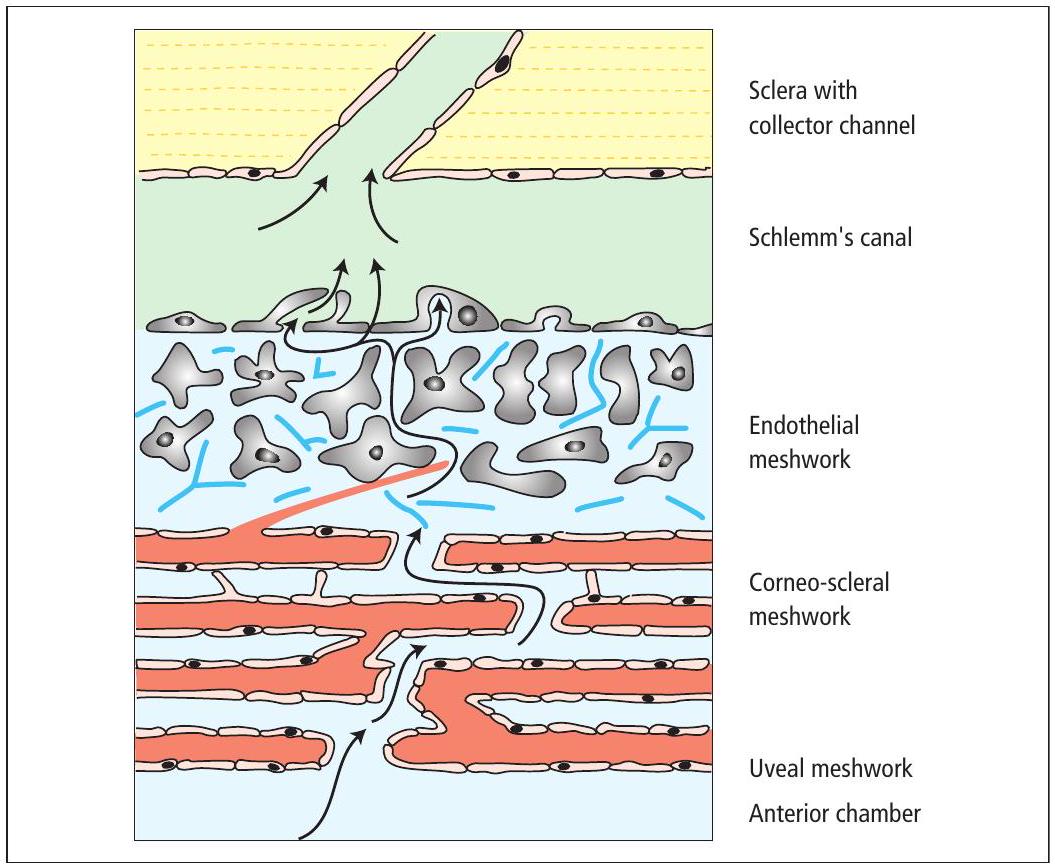 Sclera with
collector channel
Schlemm's canal
Endothelial
meshwork
Corneo-scleral
meshwork
Uveal meshwork
Anterior chamber